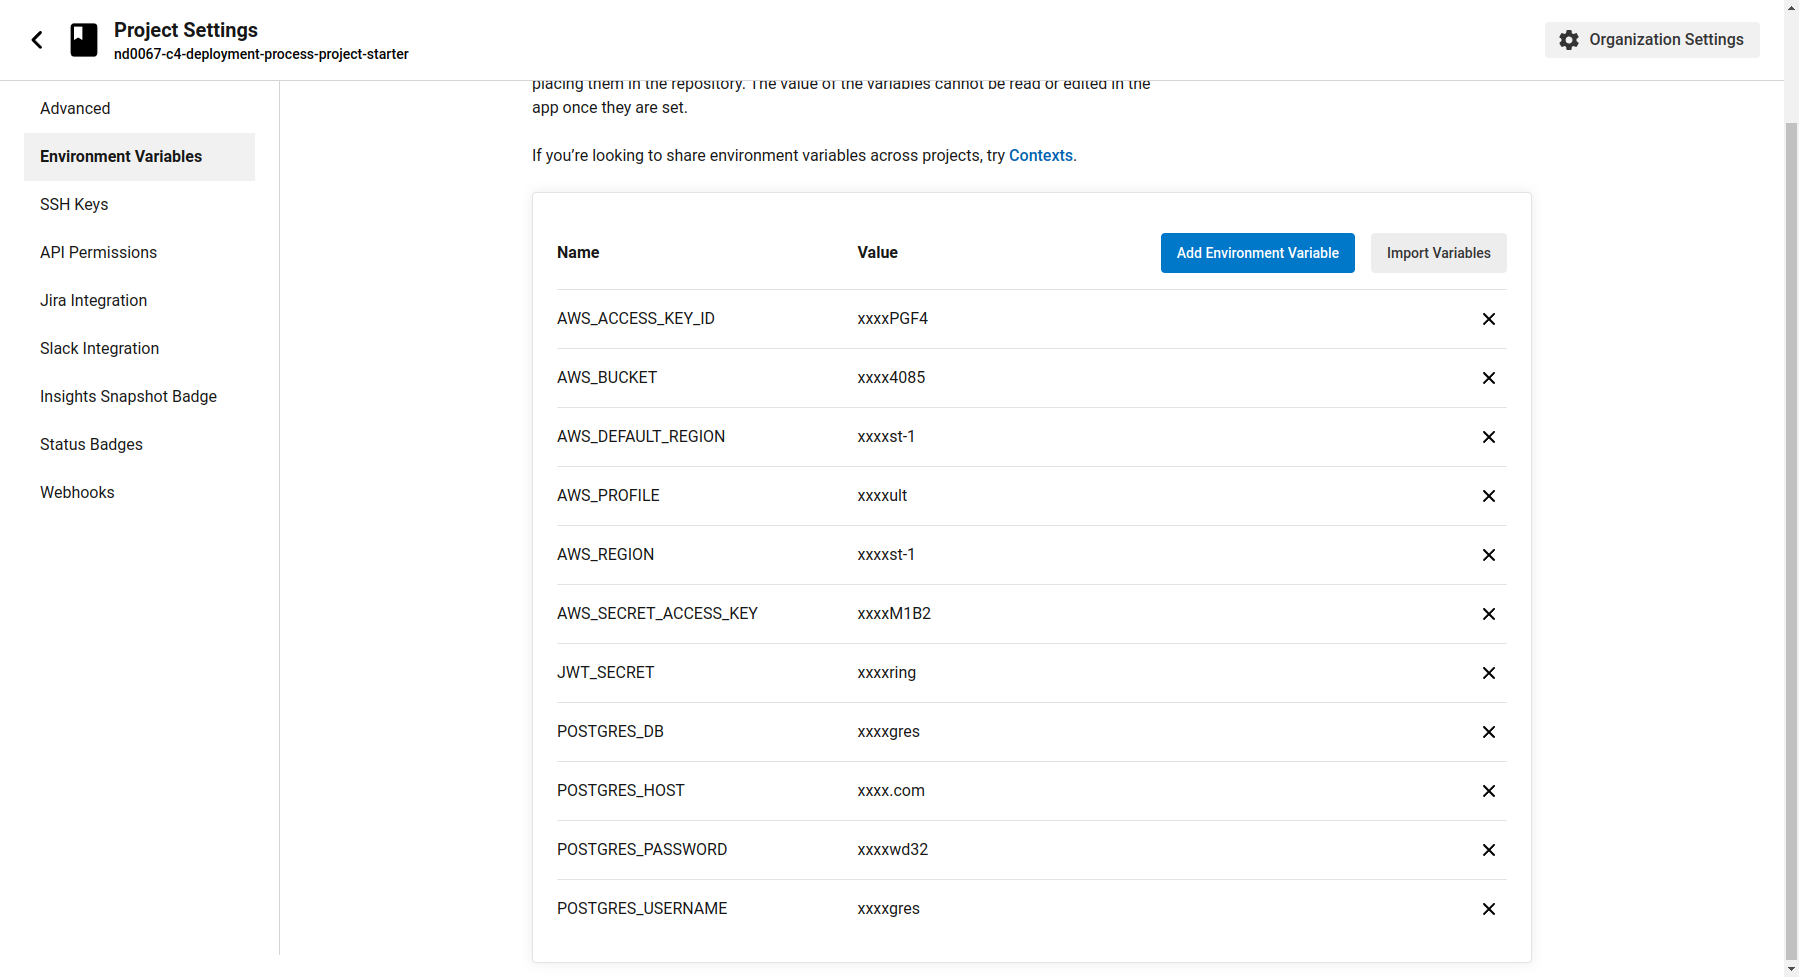 Project Settings
nd0067-c4-deployment-process-project-starter
Organization Settings
Advanced
Environment Variables
SSH Keys
API Permissions
Jira Integration
Slack Integration
Insights Snapshot Badge
Status Badges
Webhooks
placing them in the repository. The value of the variables cannot be read or edited in the
app once they are set.
If you’re looking to share environment variables across projects, try Contexts.
Name Value Add Environment Variable Import Variables
AWS_ACCESS_KEY_ID xxxxPGF4
AWS_BUCKET xxxx4085
AWS_DEFAULT_REGION xxxxst-1
AWS_PROFILE xxxxult
AWS_REGION xxxxst-1
AWS_SECRET_ACCESS_KEY xxxxM1B2
JWT_SECRET xxxxring
POSTGRES_DB xxxxgres
POSTGRES_HOST xxxx.com
POSTGRES_PASSWORD xxxxwd32
POSTGRES_USERNAME xxxxgres